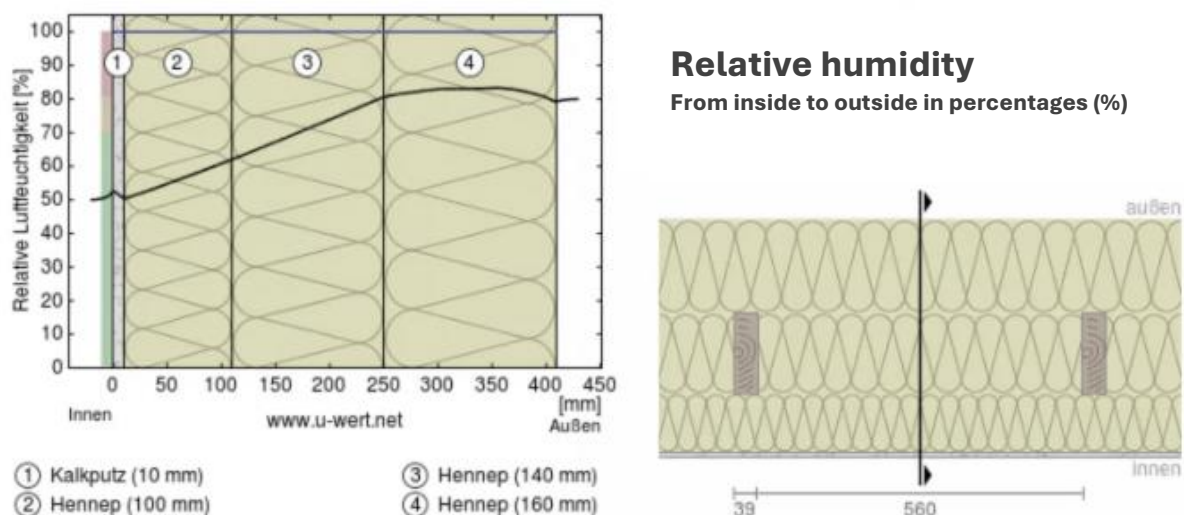 Relative humidity
From inside to outside in percentages (%)
Relative Luftfeuchtigkeit [%]
100
90
80
70
60
50
40
30
20
10
0
1
2
3
4
0 50 100 150 200 250 300 350 400 450
[mm]
Innen
www.u-wert.net
Außen
1 Kalkputz (10 mm)
2 Hennep (100 mm)
3 Hennep (140 mm)
4 Hennep (160 mm)
außen
innen
39
560